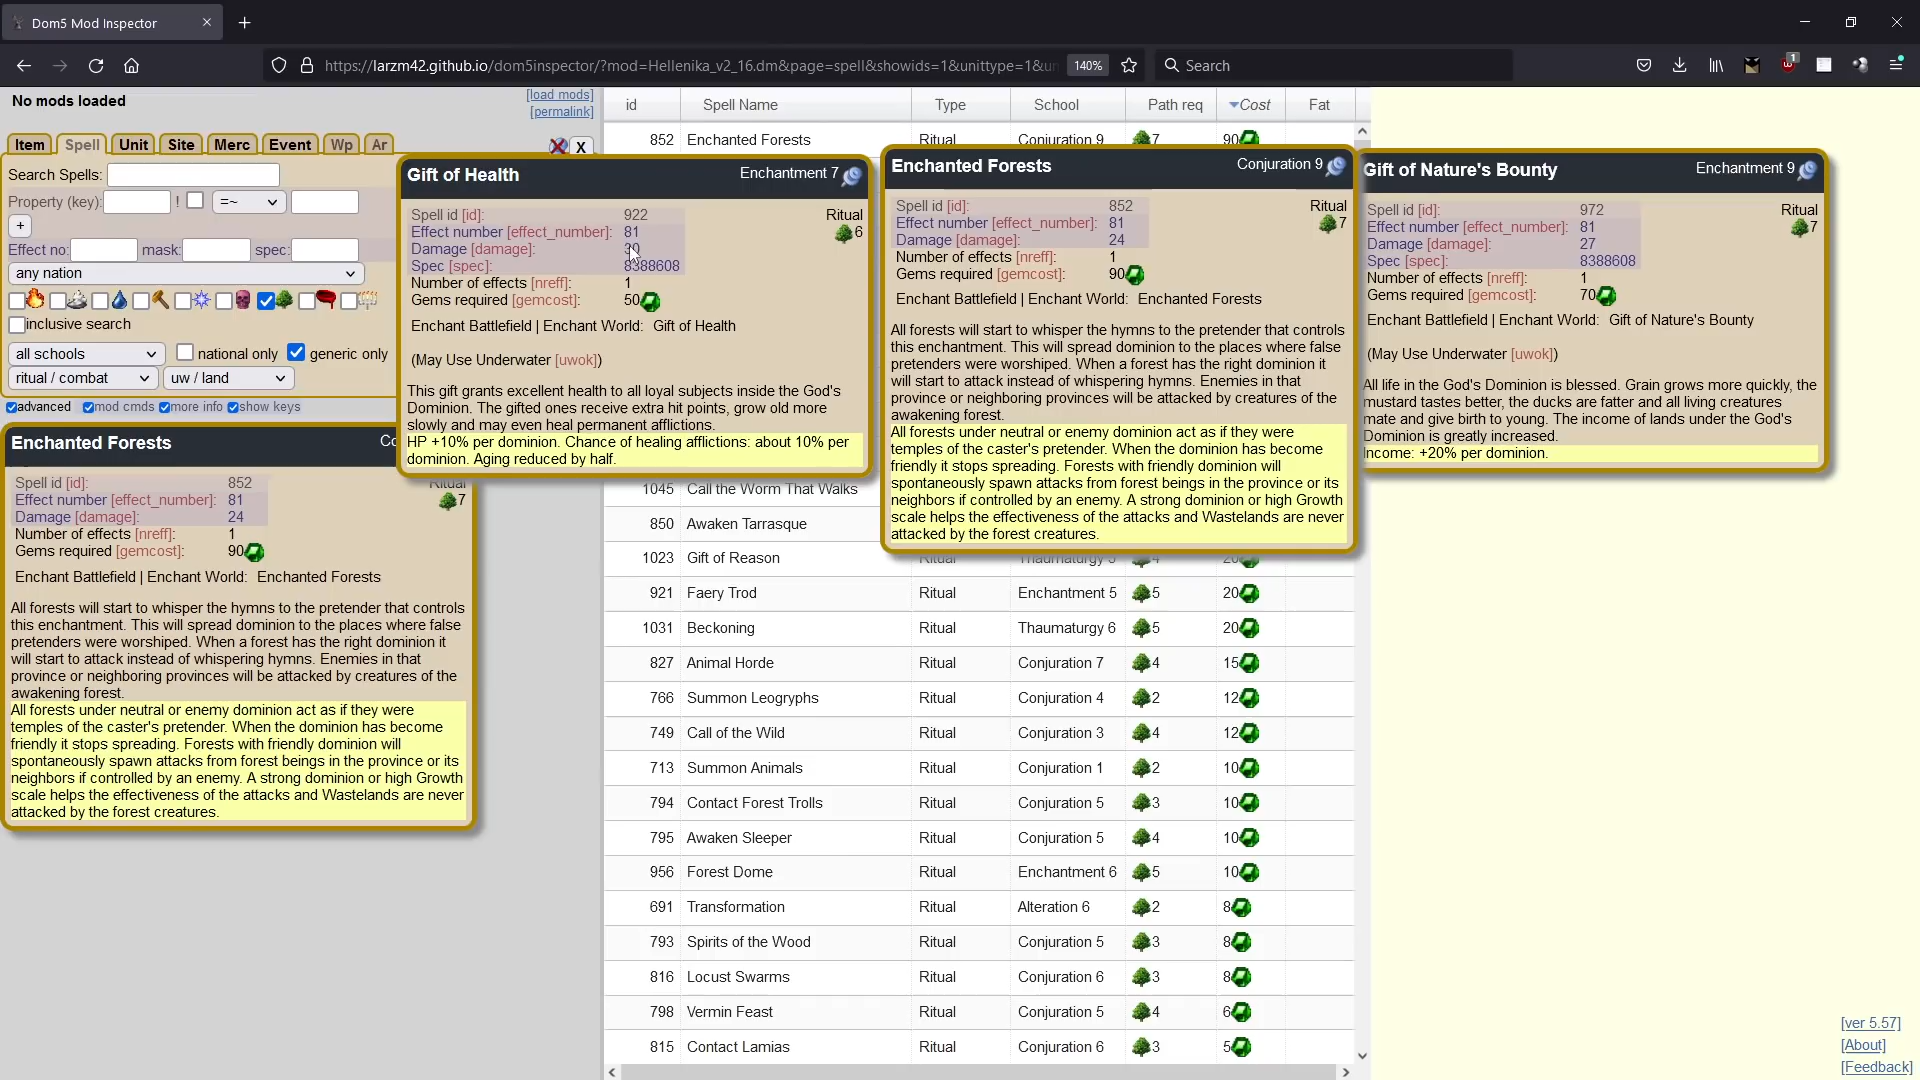 Dom5 Mod Inspector
https://larzm42.github.io/dom5inspector/?mod=Hellenika_v2_16.dm&page=spell&showids=1&unittype=1&un
140%
Search
1
No mods loaded
[load mods]
[permalink]
Item Spell Unit Site Merc Event Wp Ar
X
Search Spells:
Property (key): ! =~
+
Effect no: mask: spec:
any nation
inclusive search
all schools national only generic only
ritual / combat uw / land
advanced mod cmds more info show keys
Enchanted Forests Co
Spell id [id]: 852 Ritual
Effect number [effect_number]: 81 7
Damage [damage]: 24
Number of effects [nreff]: 1
Gems required [gemcost]: 90
Enchant Battlefield | Enchant World: Enchanted Forests
All forests will start to whisper the hymns to the pretender that controls
this enchantment. This will spread dominion to the places where false
pretenders were worshiped. When a forest has the right dominion it
will start to attack instead of whispering hymns. Enemies in that
province or neighboring provinces will be attacked by creatures of the
awakening forest.
All forests under neutral or enemy dominion act as if they were
temples of the caster's pretender. When the dominion has become
friendly it stops spreading. Forests with friendly dominion will
spontaneously spawn attacks from forest beings in the province or its
neighbors if controlled by an enemy. A strong dominion or high Growth
scale helps the effectiveness of the attacks and Wastelands are never
attacked by the forest creatures.
Gift of Health Enchantment 7
Spell id [id]: 922 Ritual
Effect number [effect_number]: 81 6
Damage [damage]: 30
Spec [spec]: 8388608
Number of effects [nreff]: 1
Gems required [gemcost]: 50
Enchant Battlefield | Enchant World: Gift of Health
(May Use Underwater [uwok])
This gift grants excellent health to all loyal subjects inside the God's
Dominion. The gifted ones receive extra hit points, grow old more
slowly and may even heal permanent afflictions.
HP +10% per dominion. Chance of healing afflictions: about 10% per
dominion. Aging reduced by half.
Enchanted Forests Conjuration 9
Spell id [id]: 852 Ritual
Effect number [effect_number]: 81 7
Damage [damage]: 24
Number of effects [nreff]: 1
Gems required [gemcost]: 90
Enchant Battlefield | Enchant World: Enchanted Forests
All forests will start to whisper the hymns to the pretender that controls
this enchantment. This will spread dominion to the places where false
pretenders were worshiped. When a forest has the right dominion it
will start to attack instead of whispering hymns. Enemies in that
province or neighboring provinces will be attacked by creatures of the
awakening forest.
All forests under neutral or enemy dominion act as if they were
temples of the caster's pretender. When the dominion has become
friendly it stops spreading. Forests with friendly dominion will
spontaneously spawn attacks from forest beings in the province or its
neighbors if controlled by an enemy. A strong dominion or high Growth
scale helps the effectiveness of the attacks and Wastelands are never
attacked by the forest creatures.
Gift of Nature's Bounty Enchantment 9
Spell id [id]: 972 Ritual
Effect number [effect_number]: 81 7
Damage [damage]: 27
Spec [spec]: 8388608
Number of effects [nreff]: 1
Gems required [gemcost]: 70
Enchant Battlefield | Enchant World: Gift of Nature's Bounty
(May Use Underwater [uwok])
All life in the God's Dominion is blessed. Grain grows more quickly, the
mustard tastes better, the ducks are fatter and all living creatures
mate and give birth to young. The income of lands under the God's
Dominion is greatly increased.
Income: +20% per dominion.
id Spell Name Type School Path req Cost Fat
852 Enchanted Forests Ritual Conjuration 9 7 90
1045 Call the Worm That Walks
850 Awaken Tarrasque
1023 Gift of Reason Ritual Thaumaturgy 5 4 20
921 Faery Trod Ritual Enchantment 5 5 20
1031 Beckoning Ritual Thaumaturgy 6 5 20
827 Animal Horde Ritual Conjuration 7 4 15
766 Summon Leogryphs Ritual Conjuration 4 2 12
749 Call of the Wild Ritual Conjuration 3 4 12
713 Summon Animals Ritual Conjuration 1 2 10
794 Contact Forest Trolls Ritual Conjuration 5 3 10
795 Awaken Sleeper Ritual Conjuration 5 4 10
956 Forest Dome Ritual Enchantment 6 5 10
691 Transformation Ritual Alteration 6 2 8
793 Spirits of the Wood Ritual Conjuration 5 3 8
816 Locust Swarms Ritual Conjuration 6 3 8
798 Vermin Feast Ritual Conjuration 5 4 6
815 Contact Lamias Ritual Conjuration 6 3 5
[ver 5.57]
[About]
[Feedback]